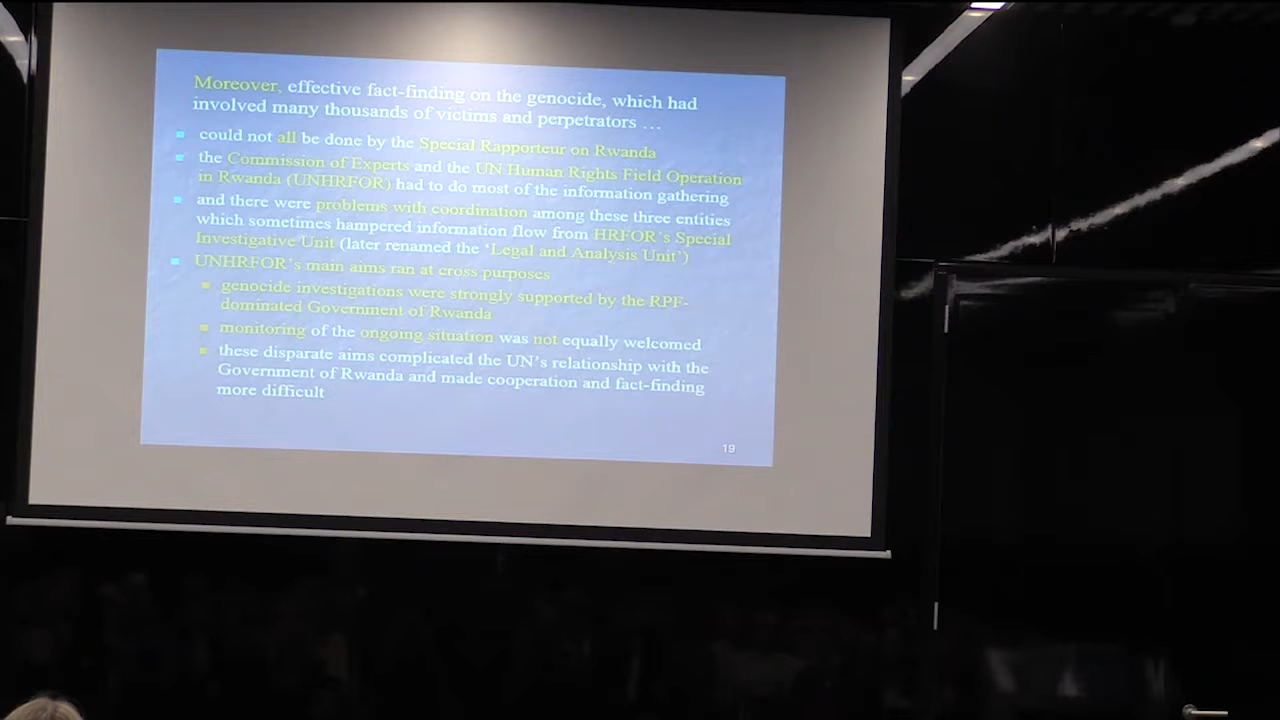 Moreover, effective fact-finding on the genocide, which had
involved many thousands of victims and perpetrators …
could not all be done by the Special Rapporteur on Rwanda
the Commission of Experts and the UN Human Rights Field Operation
in Rwanda (UNHRFOR) had to do most of the information gathering
and there were problems with coordination among these three entities
which sometimes hampered information flow from HRFOR's Special
Investigative Unit (later renamed the 'Legal and Analysis Unit')
UNHRFOR's main aims ran at cross purposes
genocide investigations were strongly supported by the RPF-
dominated Government of Rwanda
monitoring of the ongoing situation was not equally welcomed
these disparate aims complicated the UN's relationship with the
Government of Rwanda and made cooperation and fact-finding
more difficult
19